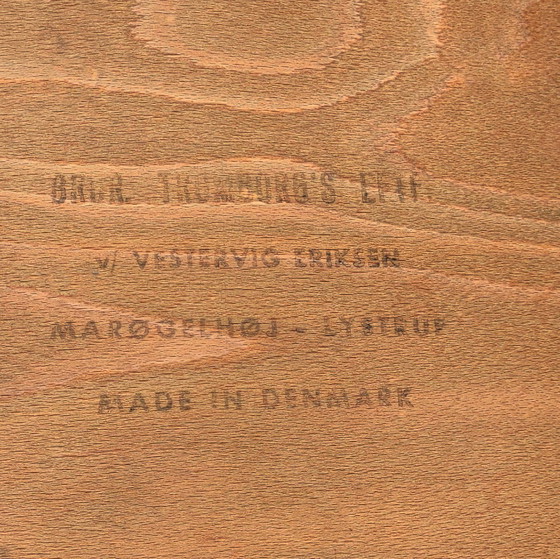 BRDR. TROMBORG'S EFTF.
v/ VESTERVIG ERIKSEN
MARØGELHØJ - LYSTRUP
MADE IN DENMARK